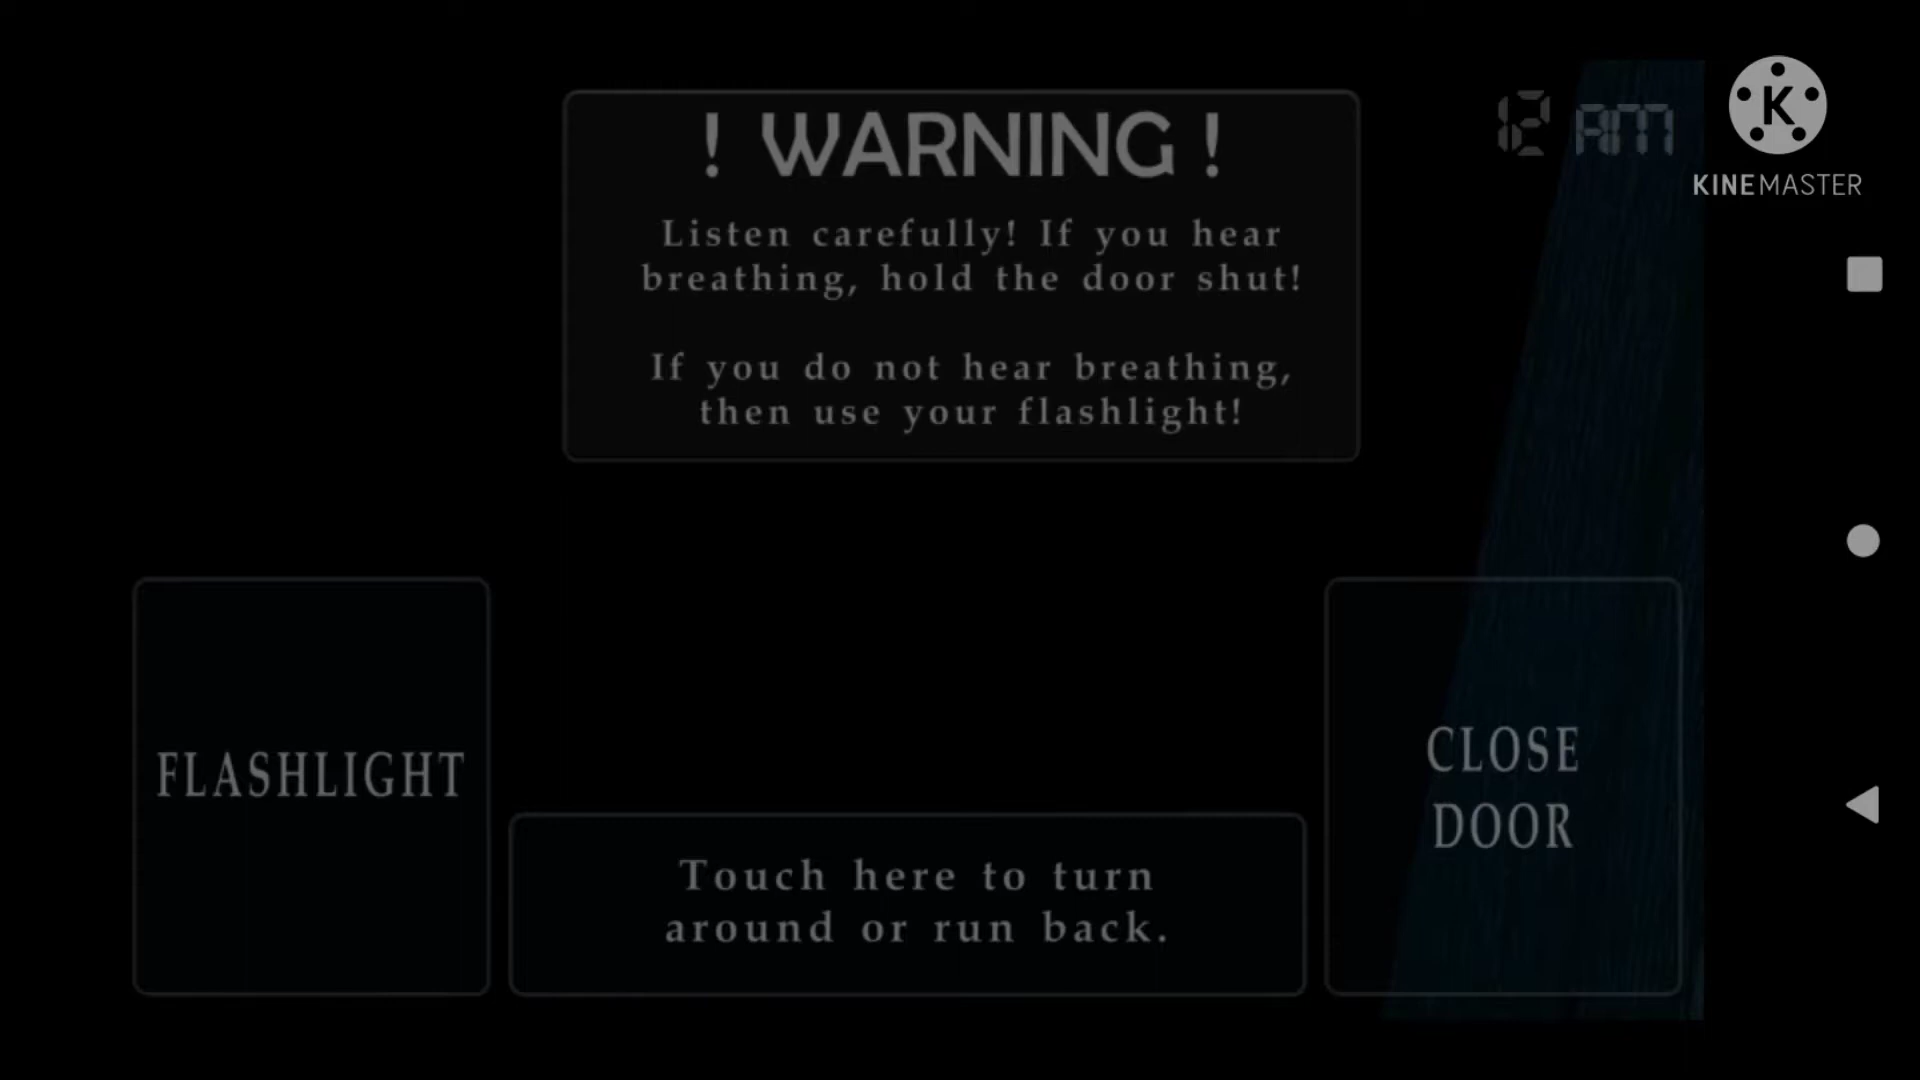 ! WARNING !
Listen carefully! If you hear
breathing, hold the door shut!
If you do not hear breathing,
then use your flashlight!
12 AM
K
KINEMASTER
FLASHLIGHT
CLOSE
DOOR
Touch here to turn
around or run back.